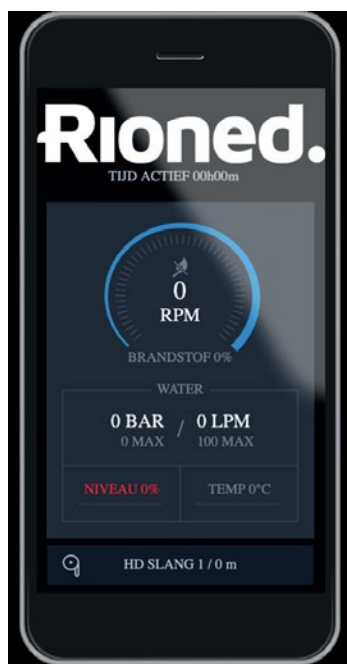 Rioned.
TIJD ACTIEF 00h00m
0
RPM
BRANDSTOF 0%
WATER
0 BAR / 0 LPM
0 MAX 100 MAX
NIVEAU 0% TEMP 0°C
HD SLANG 1 / 0 m